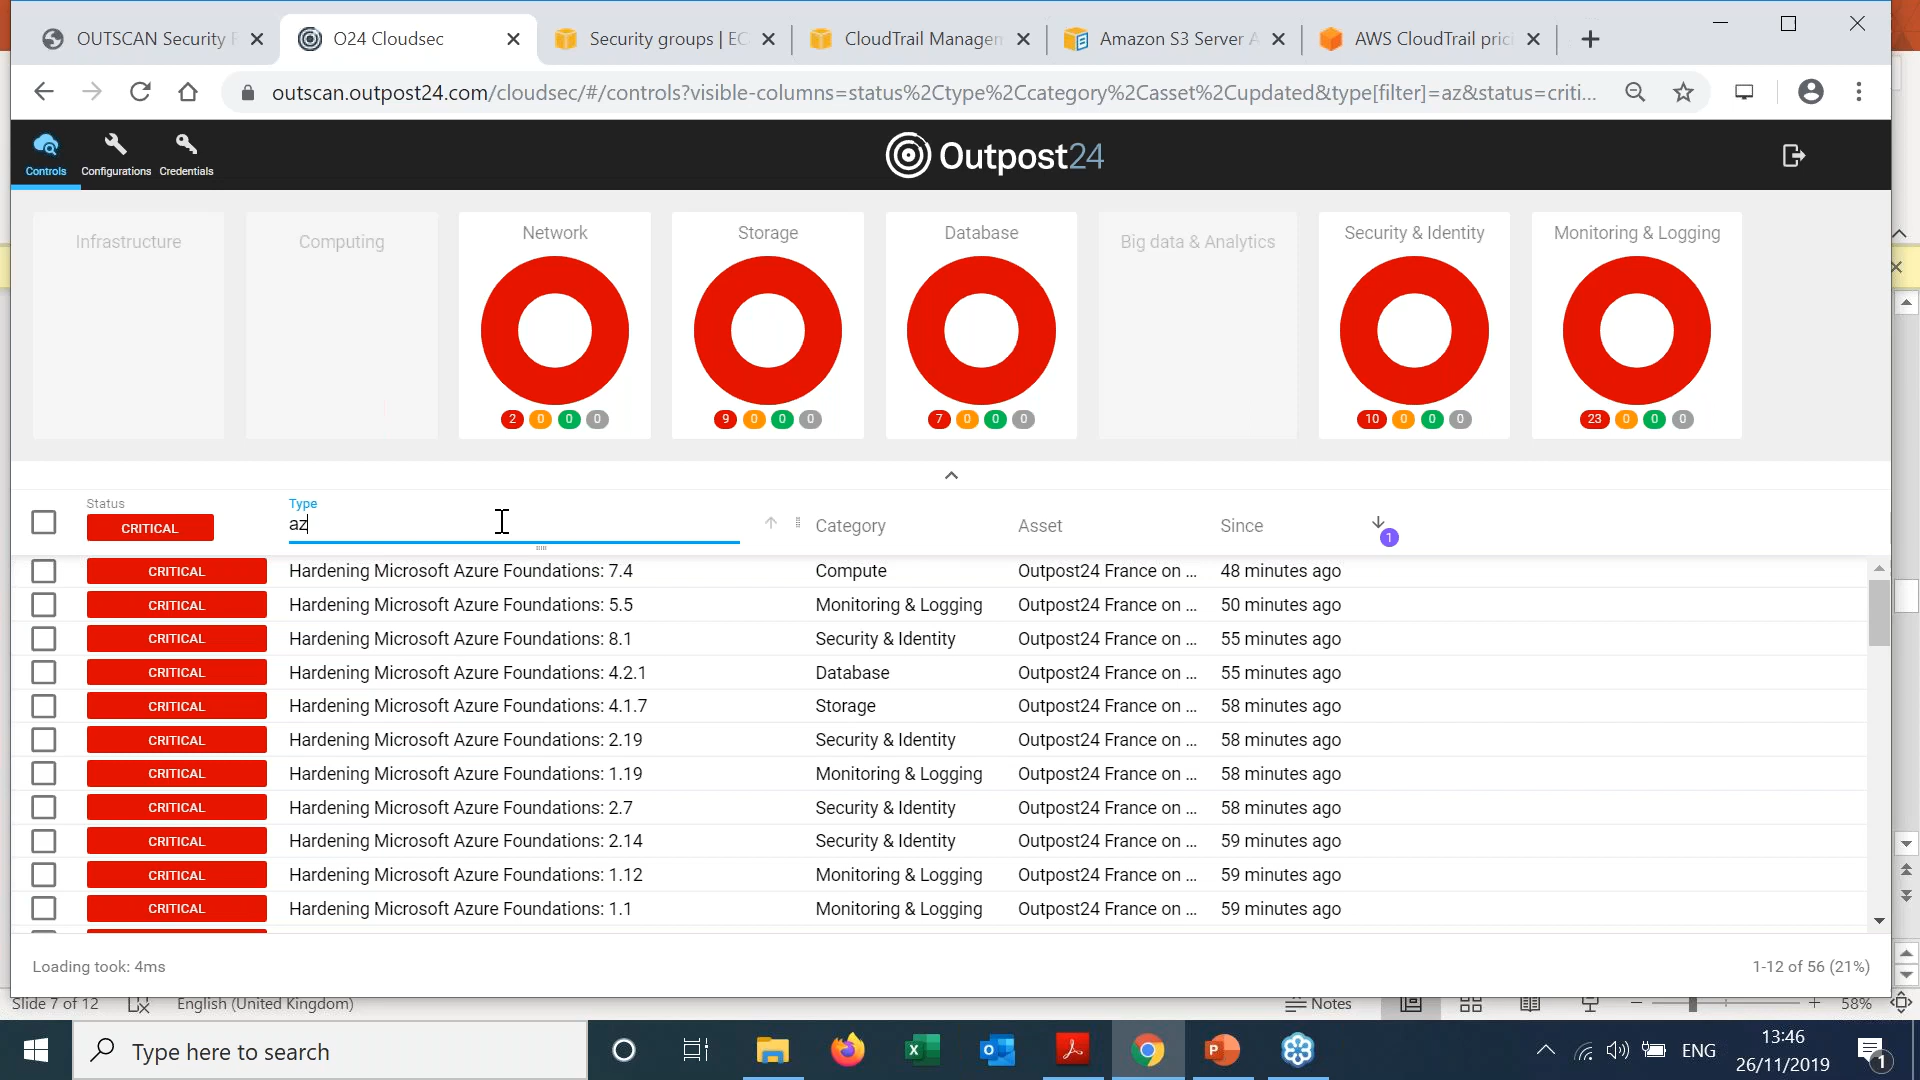 OUTSCAN Security
O24 Cloudsec
Security groups | EC
CloudTrail Managem
Amazon S3 Server A
AWS CloudTrail prici
outscan.outpost24.com/cloudsec/#/controls?visible-columns=status%2Ctype%2Ccategory%2Casset%2Cupdated&type[filter]=az&status=criti...
Controls
Configurations
Credentials
Outpost24
Infrastructure
Computing
Network
Storage
Database
Big data & Analytics
Security & Identity
Monitoring & Logging
2 0 0 0
9 0 0 0
7 0 0 0
10 0 0 0
23 0 0 0
Status
CRITICAL
Type
az
Category
Asset
Since
1
CRITICAL Hardening Microsoft Azure Foundations: 7.4 Compute Outpost24 France on ... 48 minutes ago
CRITICAL Hardening Microsoft Azure Foundations: 5.5 Monitoring & Logging Outpost24 France on ... 50 minutes ago
CRITICAL Hardening Microsoft Azure Foundations: 8.1 Security & Identity Outpost24 France on ... 55 minutes ago
CRITICAL Hardening Microsoft Azure Foundations: 4.2.1 Database Outpost24 France on ... 55 minutes ago
CRITICAL Hardening Microsoft Azure Foundations: 4.1.7 Storage Outpost24 France on ... 58 minutes ago
CRITICAL Hardening Microsoft Azure Foundations: 2.19 Security & Identity Outpost24 France on ... 58 minutes ago
CRITICAL Hardening Microsoft Azure Foundations: 1.19 Monitoring & Logging Outpost24 France on ... 58 minutes ago
CRITICAL Hardening Microsoft Azure Foundations: 2.7 Security & Identity Outpost24 France on ... 58 minutes ago
CRITICAL Hardening Microsoft Azure Foundations: 2.14 Security & Identity Outpost24 France on ... 59 minutes ago
CRITICAL Hardening Microsoft Azure Foundations: 1.12 Monitoring & Logging Outpost24 France on ... 59 minutes ago
CRITICAL Hardening Microsoft Azure Foundations: 1.1 Monitoring & Logging Outpost24 France on ... 59 minutes ago
Loading took: 4ms
1-12 of 56 (21%)
Slide 7 of 12
English (United Kingdom)
Notes
58%
Type here to search
ENG
13:46
26/11/2019
1